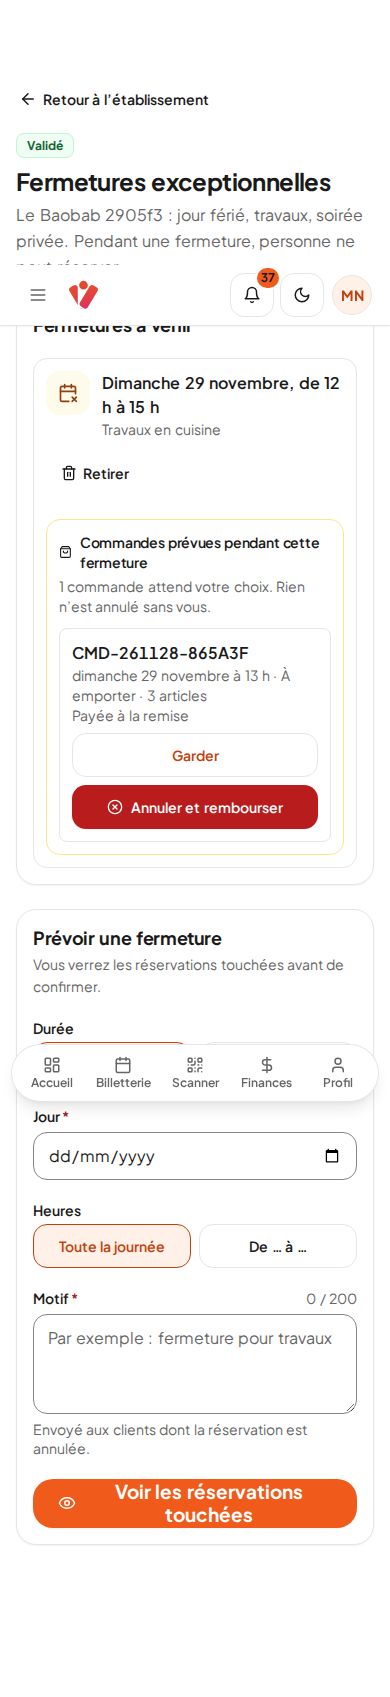 Retour à l'établissement
Validé
Fermetures exceptionnelles
Le Baobab 2905f3 : jour férié, travaux, soirée
privée. Pendant une fermeture, personne ne
peut réserver.
37
MN
Fermetures à venir
Dimanche 29 novembre, de 12
h à 15 h
Travaux en cuisine
Retirer
Commandes prévues pendant cette
fermeture
1 commande attend votre choix. Rien
n'est annulé sans vous.
CMD-261128-865A3F
dimanche 29 novembre à 13 h · À
emporter · 3 articles
Payée à la remise
Garder
Annuler et rembourser
Prévoir une fermeture
Vous verrez les réservations touchées avant de
confirmer.
Durée
Accueil
Billetterie
Scanner
Finances
Profil
Jour *
dd/mm/yyyy
Heures
Toute la journée
De … à …
Motif *
0 / 200
Par exemple : fermeture pour travaux
Envoyé aux clients dont la réservation est
annulée.
Voir les réservations
touchées